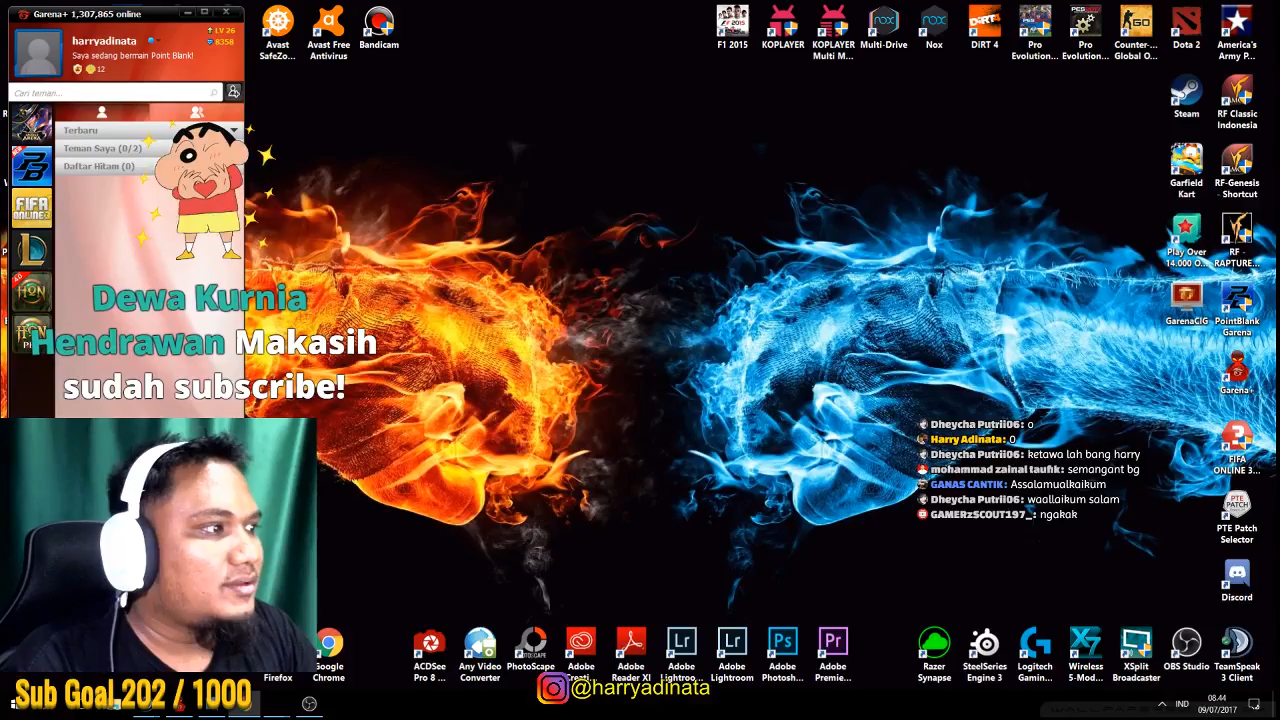 Garena+ 1,307,865 online
harryadinata
LV 26
8358
Saya sedang bermain Point Blank!
12
Cari teman...
Terbaru
Teman Saya (0/2)
Daftar Hitam (0)
FIFA
ONLINE 3
HON
HON
Dewa Kurnia
Hendrawan Makasih
sudah subscribe!
Avast
SafeZo...
Avast Free
Antivirus
Bandicam
F1 2015
KOPLAYER
KOPLAYER
Multi M...
Multi-Drive
Nox
DiRT 4
Pro
Evolution...
Pro
Evolution...
Counter-...
Global O...
Dota 2
America's
Army P...
Steam
RF Classic
Indonesia
Garfield
Kart
RF-Genesis
- Shortcut
Play Over
14.000 O...
RF -
RAPTURE...
GarenaCIG
PointBlank
Garena
Garena+
FIFA
ONLINE 3...
PTE Patch
Selector
Discord
Dheycha Putrii06: o
Harry Adinata: O
Dheycha Putrii06: ketawa lah bang harry
mohammad zainal taufik: semangant bg
GANAS CANTIK: Assalamualkaikum
Dheycha Putrii06: waallaikum salam
GAMERzSCOUT197_: ngakak
Firefox
Google
Chrome
ACDSee
Pro 8 ...
Any Video
Converter
PhotoScape
Adobe
Creati...
Adobe
Reader XI
Adobe
Lightroo...
Adobe
Lightroom
Adobe
Photosh...
Adobe
Premie...
Razer
Synapse
SteelSeries
Engine 3
Logitech
Gamin...
Wireless
5-Mod...
XSplit
Broadcaster
OBS Studio
TeamSpeak
3 Client
Sub Goal 202 / 1000
@harryadinata
IND
08.44
09/07/2017